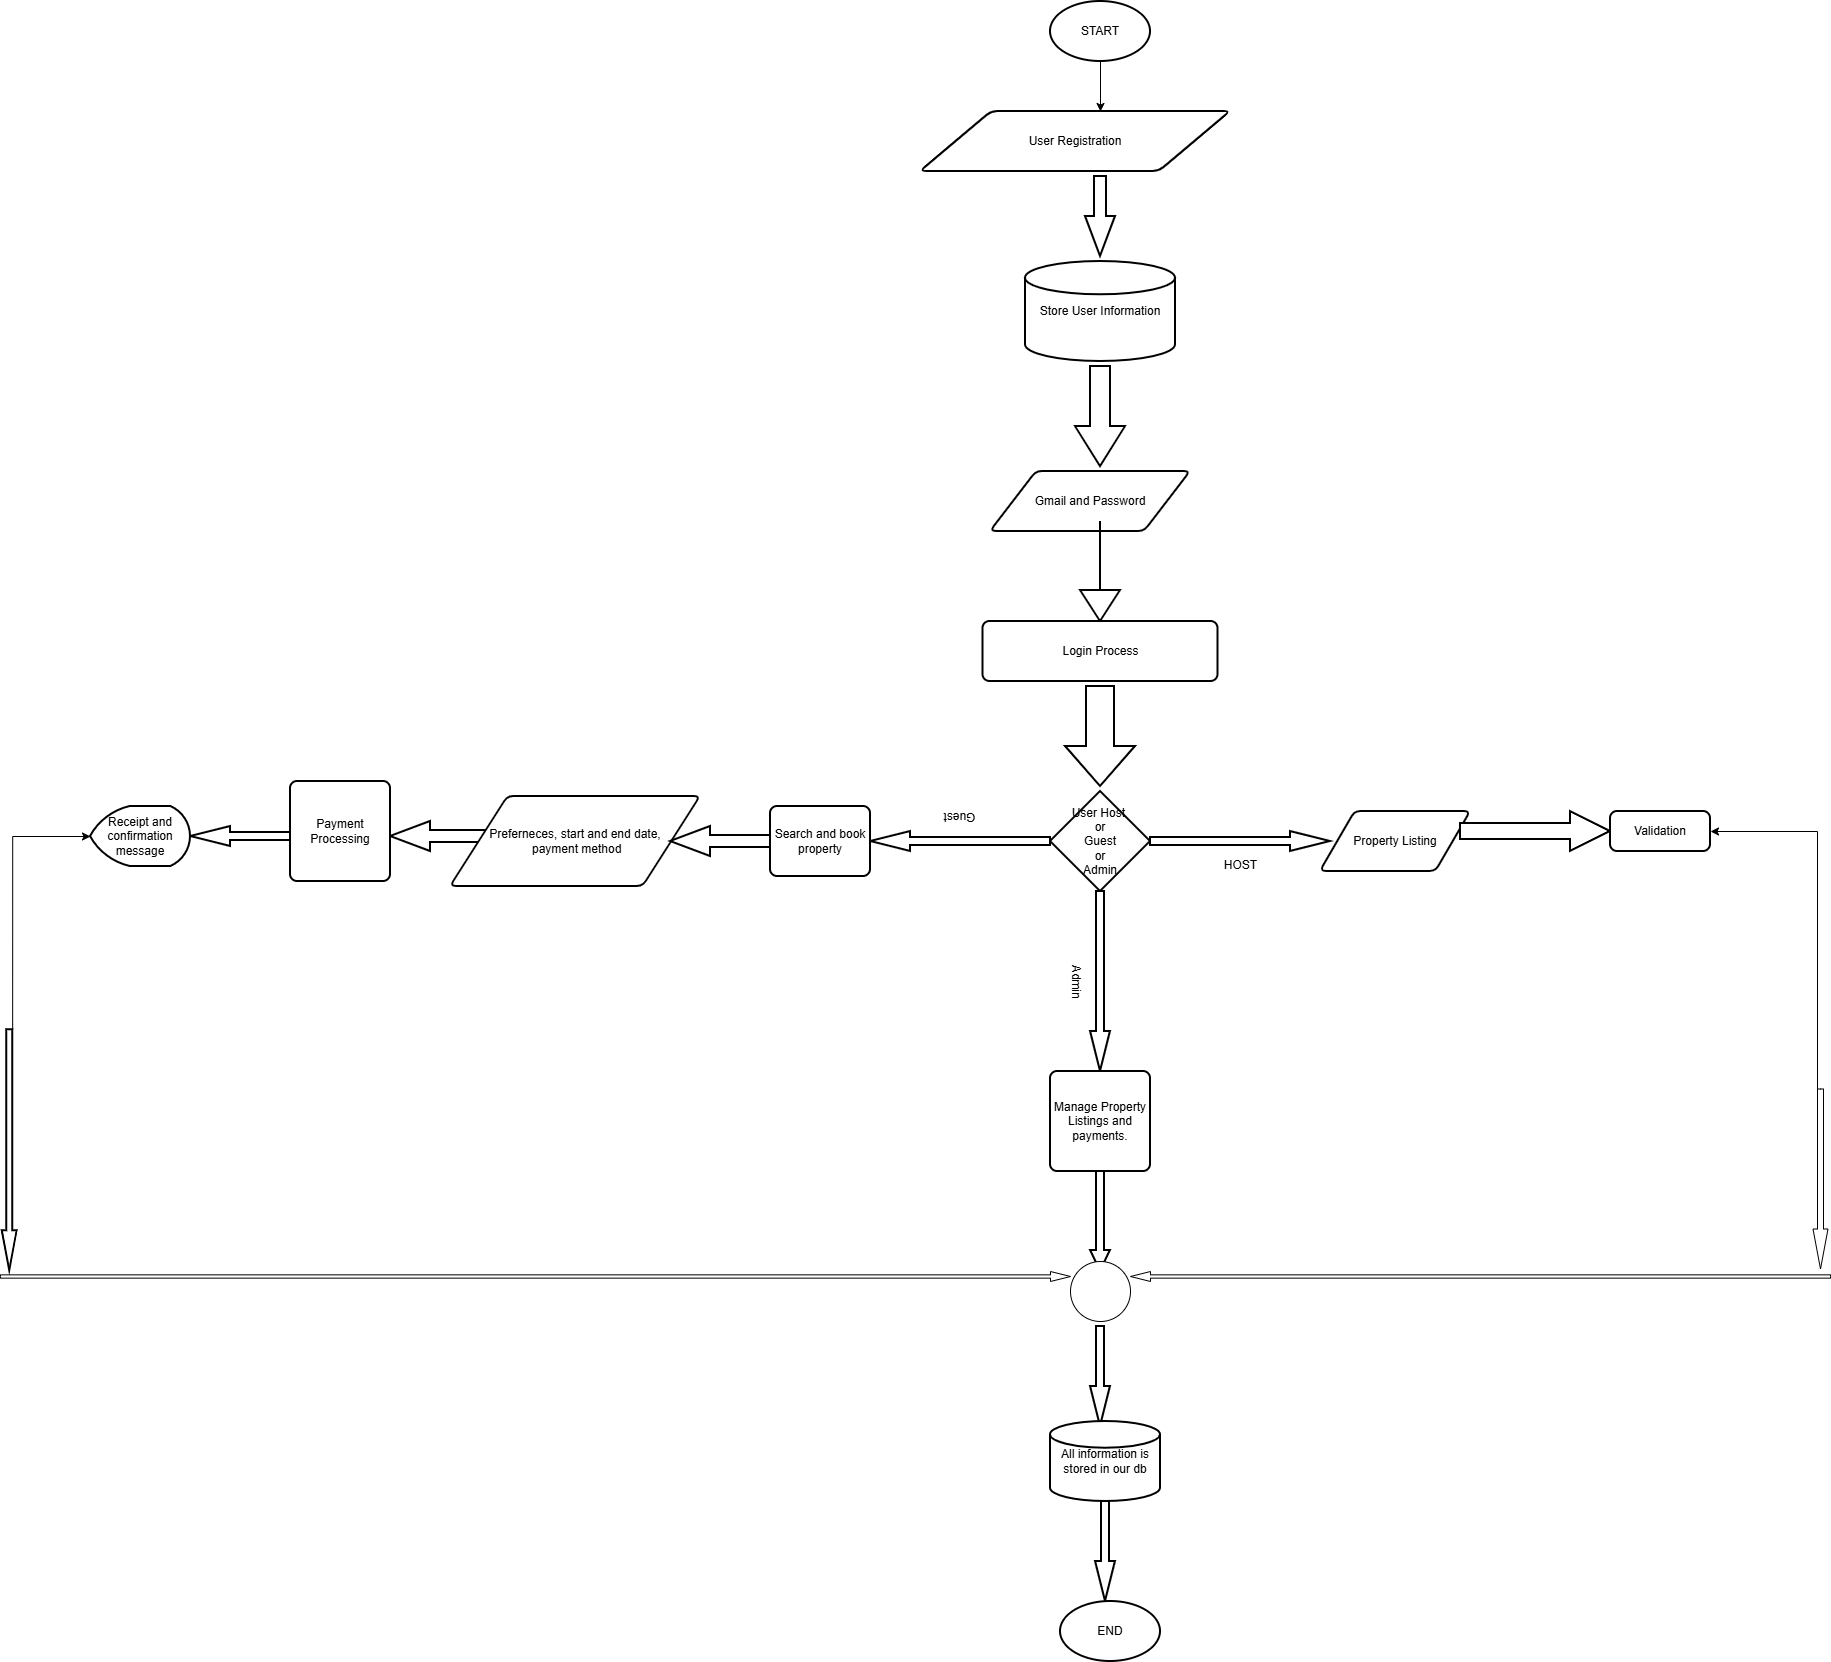 START
User Registration
Store User Information
Gmail and Password
Login Process
User Host
or
Guest
or
Admin
Guest
HOST
Search and book
property
Preferneces, start and end date,
payment method
Payment
Processing
Receipt and
confirmation
message
Property Listing
Validation
Admin
Manage Property
Listings and
payments.
All information is
stored in our db
END